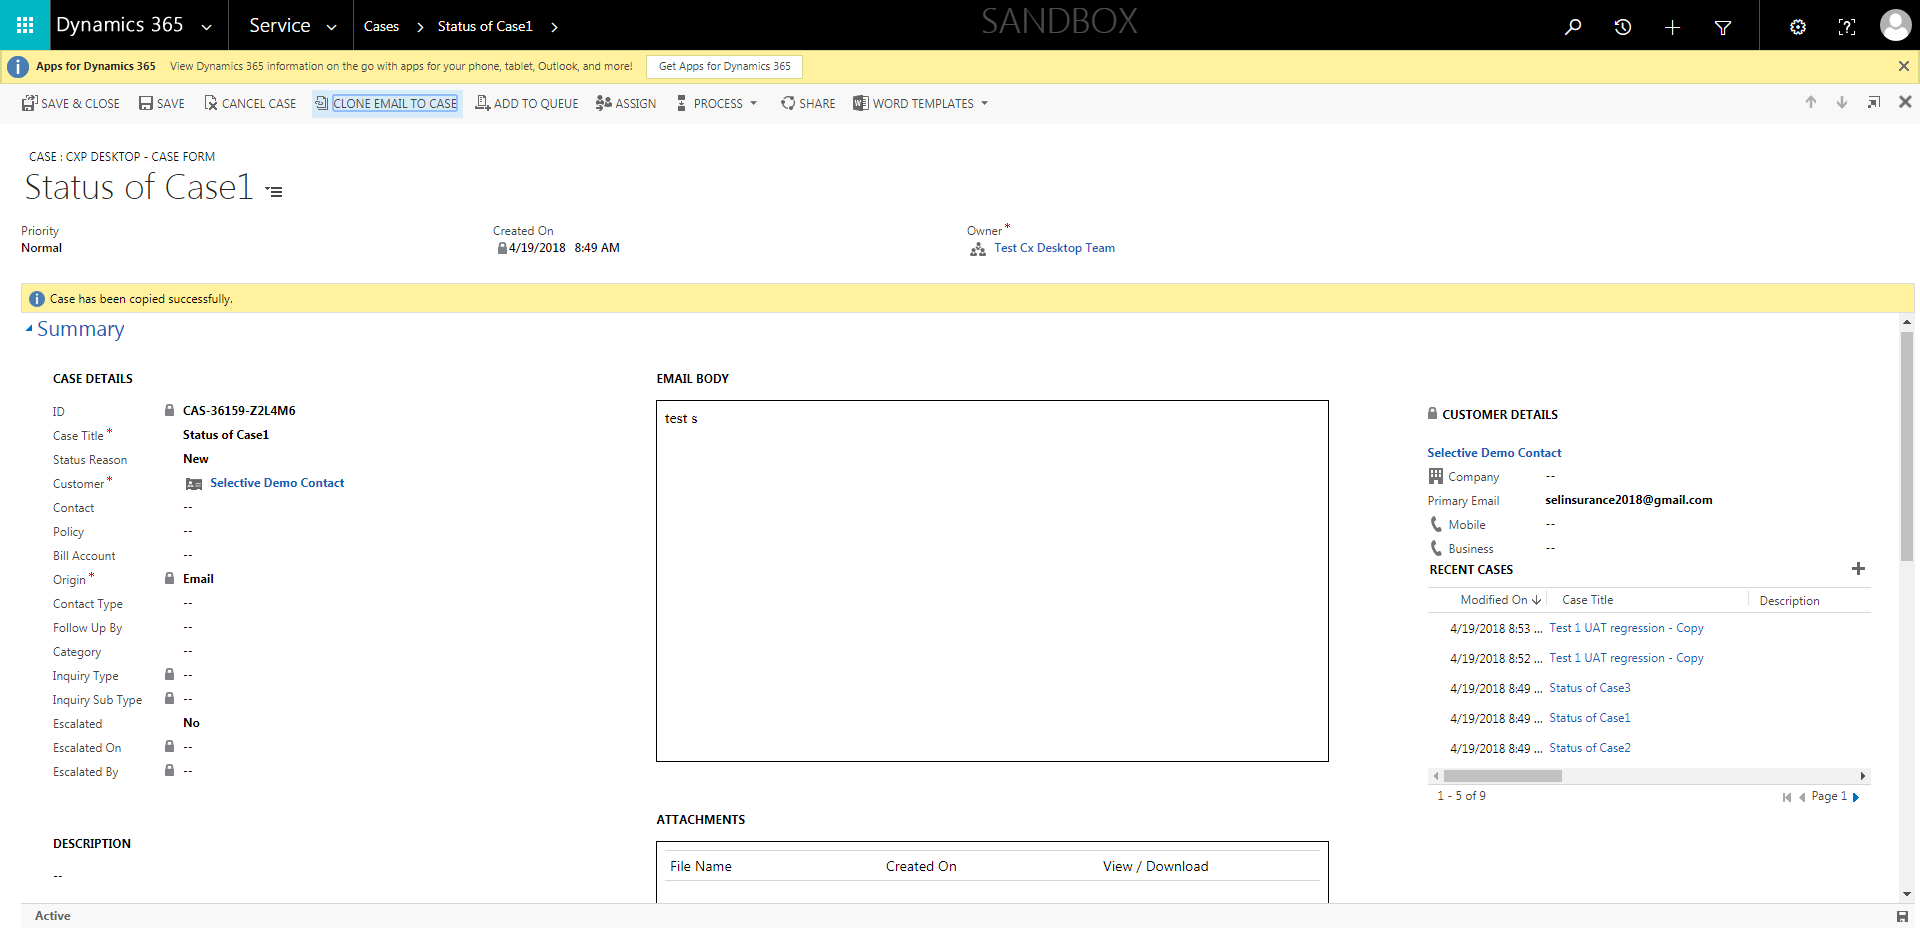 Dynamics 365 Service Cases Status of Case1 SANDBOX
Apps for Dynamics 365 View Dynamics 365 information on the go with apps for your phone, tablet, Outlook, and more! Get Apps for Dynamics 365
SAVE & CLOSE SAVE CANCEL CASE CLONE EMAIL TO CASE ADD TO QUEUE ASSIGN PROCESS SHARE WORD TEMPLATES
CASE : CXP DESKTOP - CASE FORM
Status of Case1
Priority
Normal
Created On
4/19/2018 8:49 AM
Owner*
Test Cx Desktop Team
Case has been copied successfully.
Summary
CASE DETAILS
ID CAS-36159-Z2L4M6
Case Title* Status of Case1
Status Reason New
Customer* Selective Demo Contact
Contact --
Policy --
Bill Account --
Origin* Email
Contact Type --
Follow Up By --
Category --
Inquiry Type --
Inquiry Sub Type --
Escalated No
Escalated On --
Escalated By --
DESCRIPTION
--
EMAIL BODY
test s
ATTACHMENTS
File Name Created On View / Download
CUSTOMER DETAILS
Selective Demo Contact
Company --
Primary Email selinsurance2018@gmail.com
Mobile --
Business --
RECENT CASES
Modified On Case Title Description
4/19/2018 8:53 ... Test 1 UAT regression - Copy
4/19/2018 8:52 ... Test 1 UAT regression - Copy
4/19/2018 8:49 ... Status of Case3
4/19/2018 8:49 ... Status of Case1
4/19/2018 8:49 ... Status of Case2
1 - 5 of 9 Page 1
Active